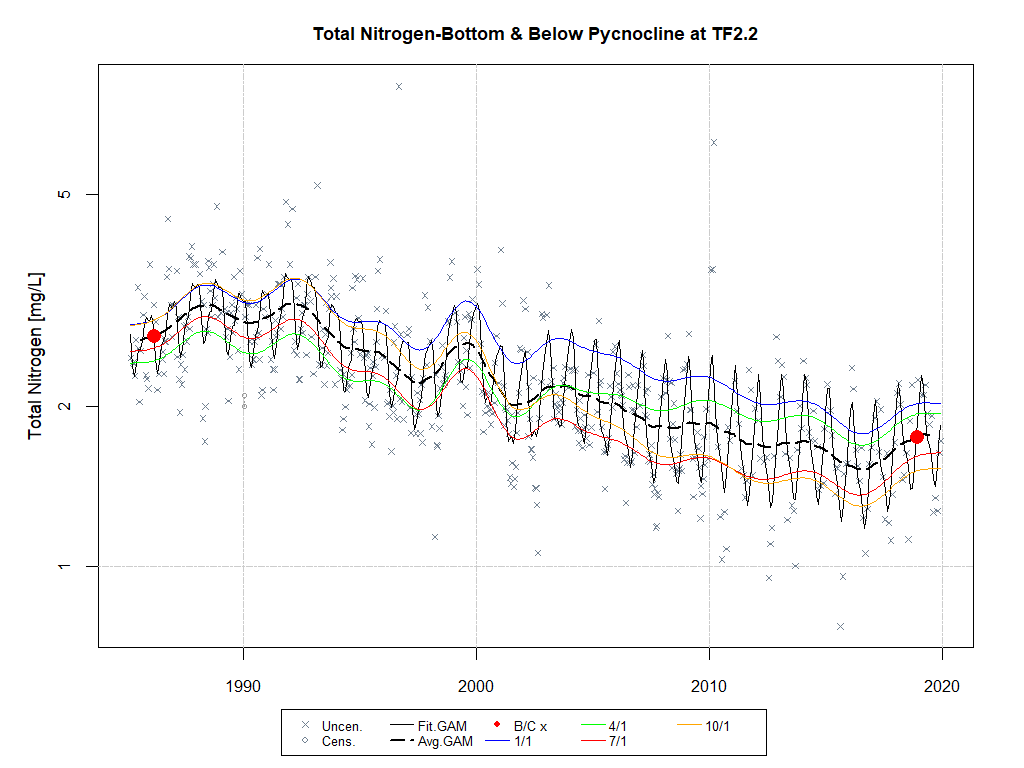 Total Nitrogen-Bottom & Below Pycnocline at TF2.2
Total Nitrogen [mg/L]
5
2
1
1990 2000 2010 2020
Uncen. Fit.GAM B/C x 4/1 10/1
Cens. Avg.GAM 1/1 7/1